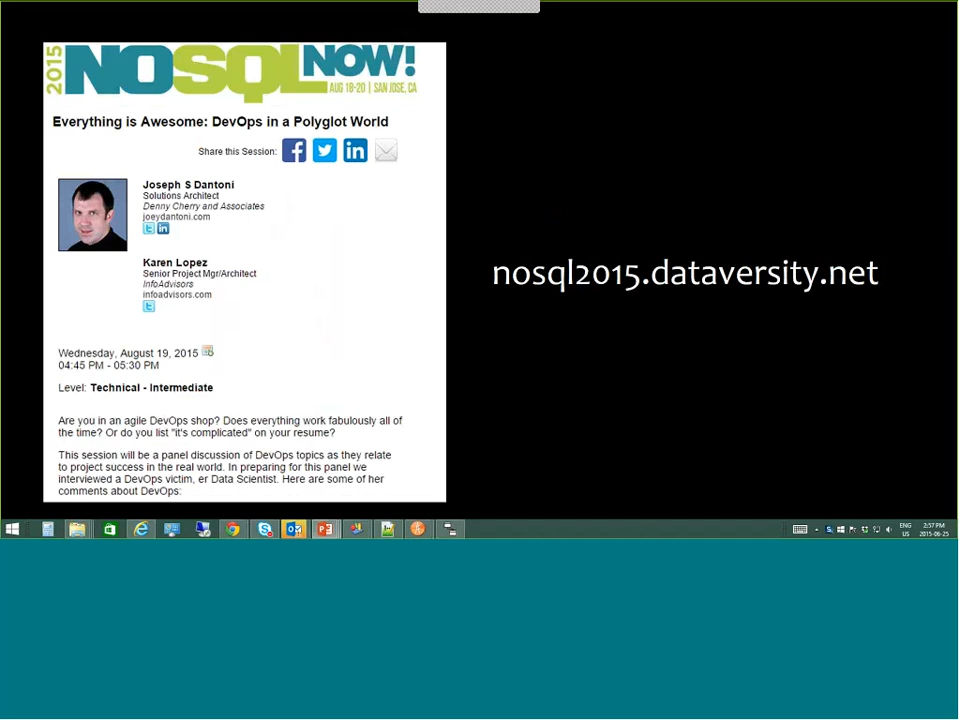 2015 NOSQL NOW!
AUG 18-20 | SAN JOSE, CA
Everything is Awesome: DevOps in a Polyglot World
Share this Session:
Joseph S Dantoni
Solutions Architect
Denny Cherry and Associates
joeydantoni.com
Karen Lopez
Senior Project Mgr/Architect
InfoAdvisors
infoadvisors.com
Wednesday, August 19, 2015
04:45 PM - 05:30 PM
Level: Technical - Intermediate
Are you in an agile DevOps shop? Does everything work fabulously all of
the time? Or do you list "it's complicated" on your resume?
This session will be a panel discussion of DevOps topics as they relate
to project success in the real world. In preparing for this panel we
interviewed a DevOps victim, er Data Scientist. Here are some of her
comments about DevOps:
nosql2015.dataversity.net
ENG
US
2:57 PM
2015-06-25